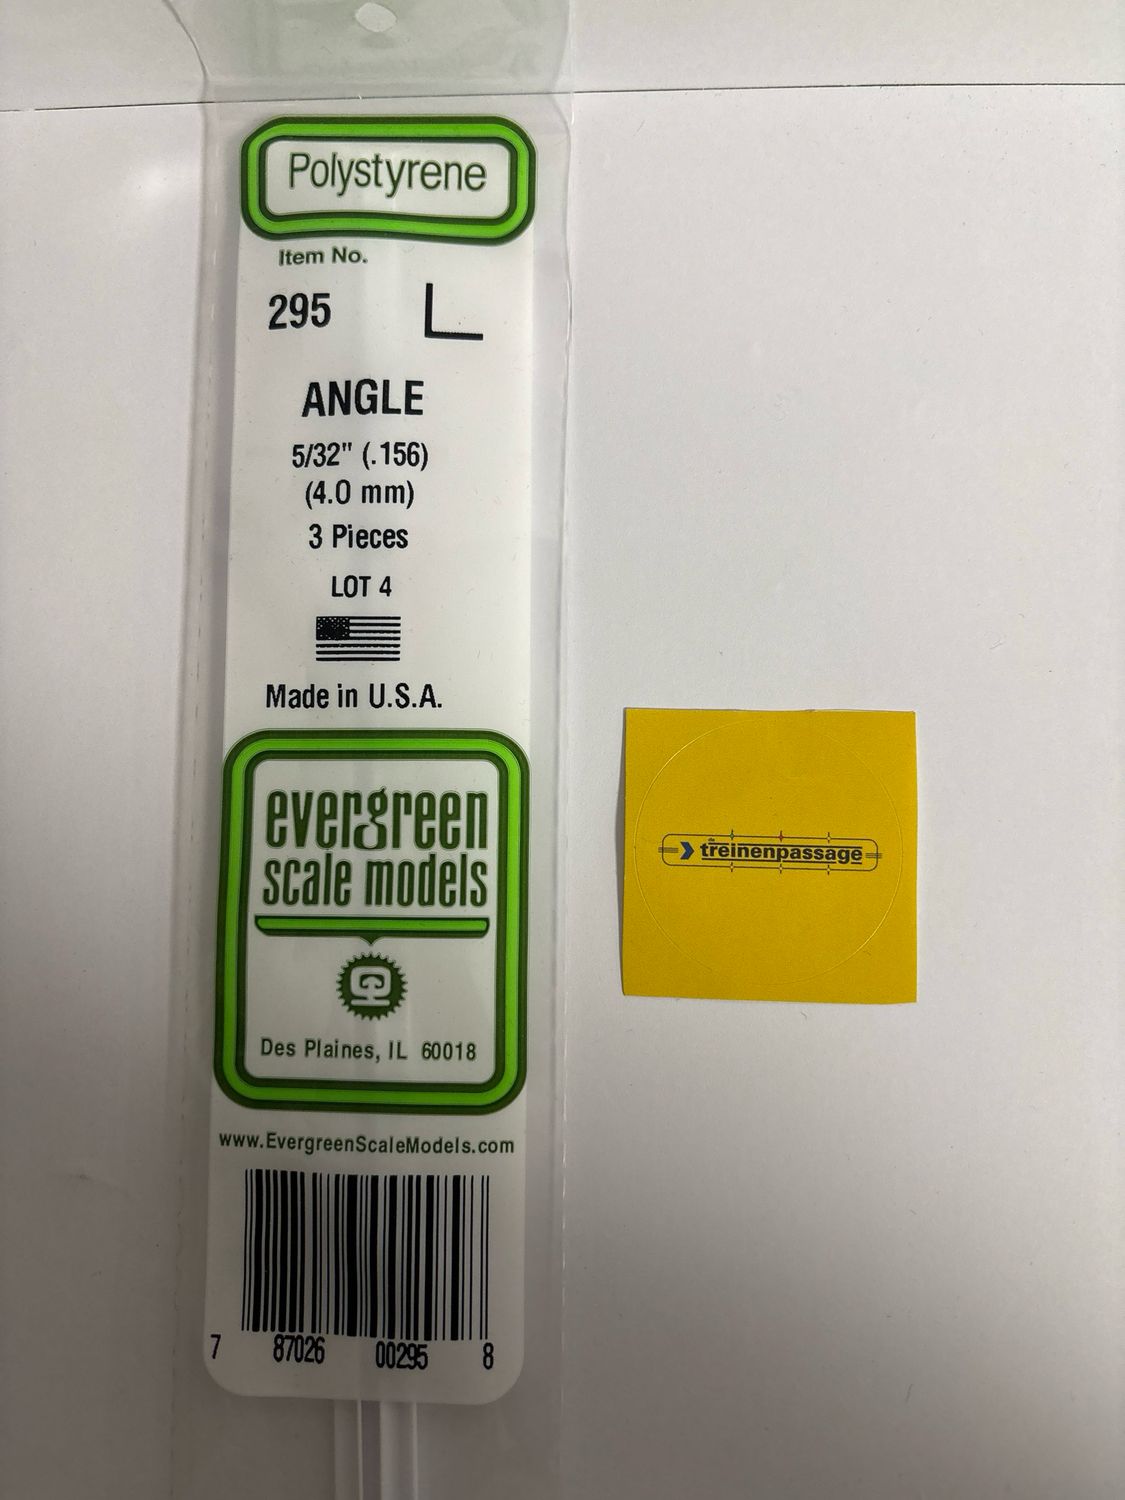 Polystyrene
Item No.
295
ANGLE
5/32" (.156)
(4.0 mm)
3 Pieces
LOT 4
Made in U.S.A.
evergreen
scale models
Des Plaines, IL 60018
www.EvergreenScaleModels.com
7 87026 00295 8
de
treinenpassage